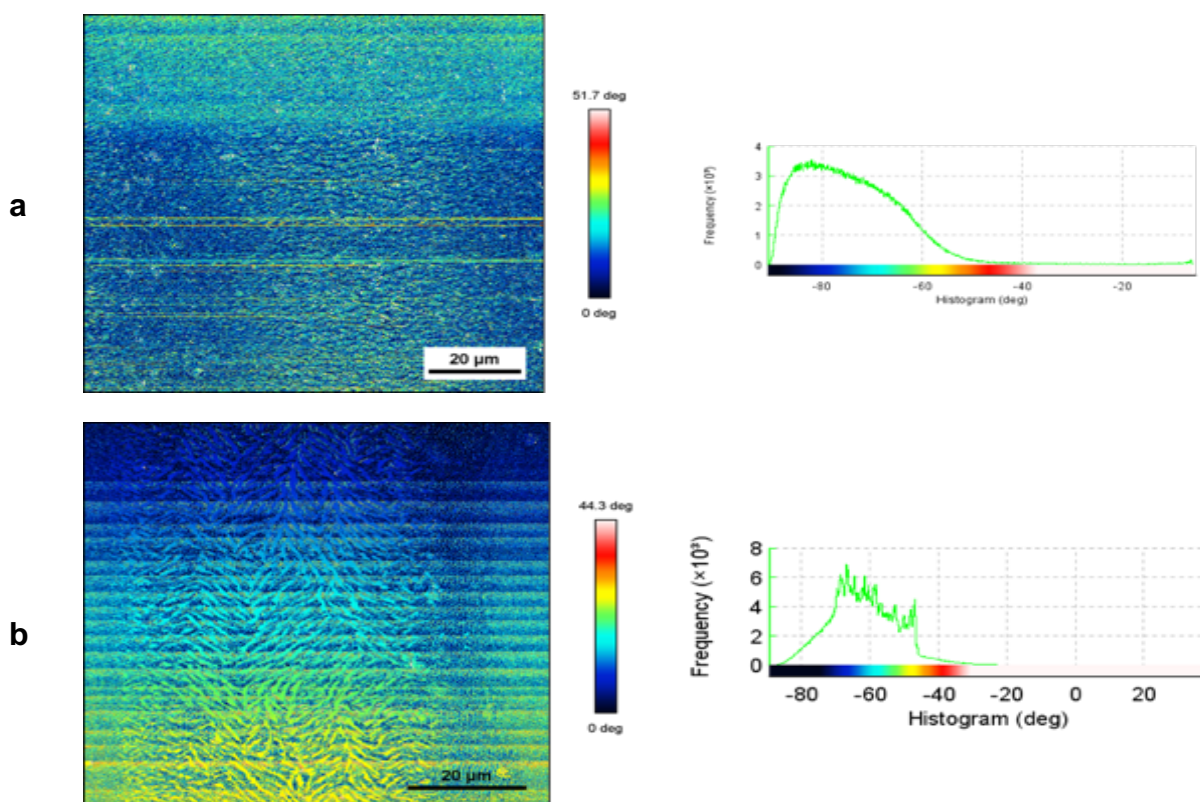 a
51.7 deg
0 deg
20 µm
Frequency (×10³)
4
3
2
1
0
-80 -60 -40 -20
Histogram (deg)
b
44.3 deg
0 deg
20 µm
Frequency (×10³)
8
6
4
2
0
-80 -60 -40 -20 0 20
Histogram (deg)